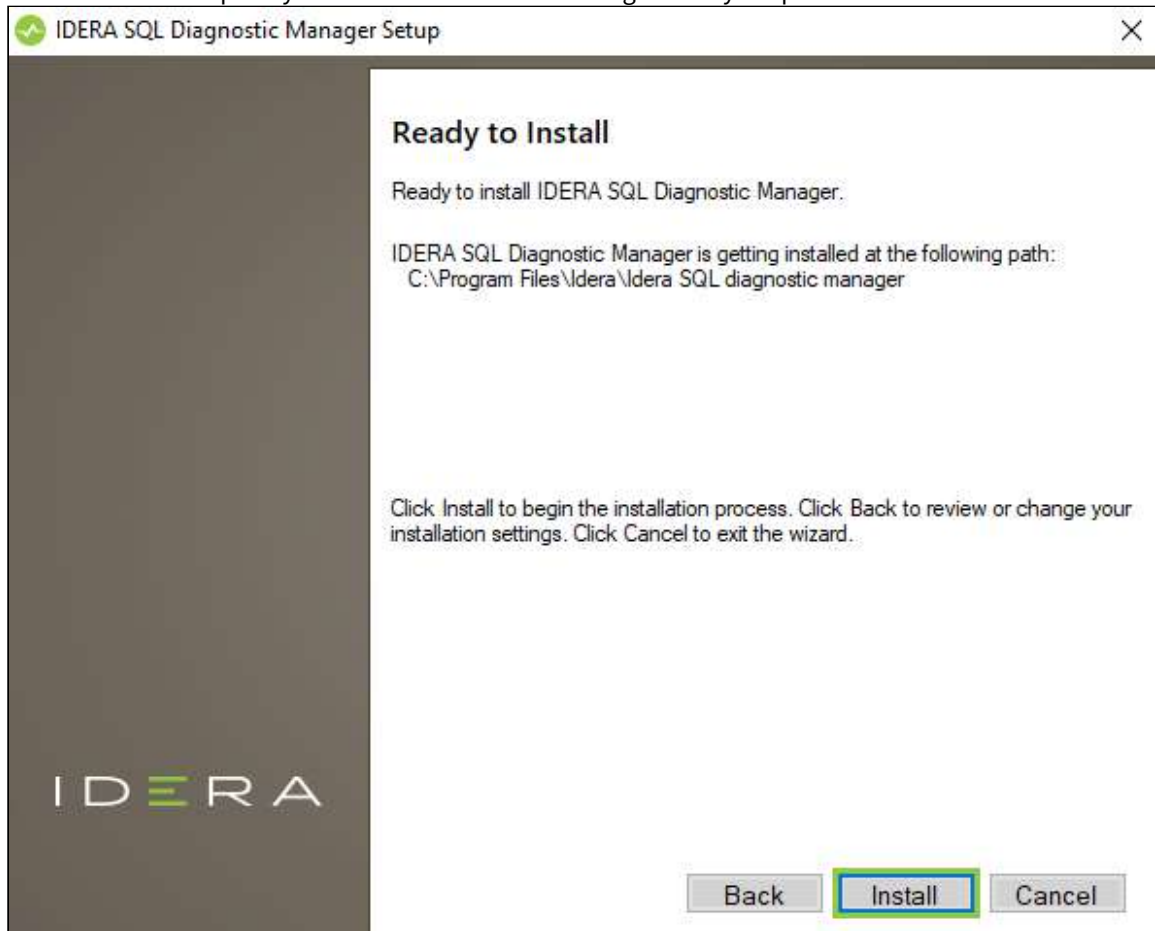 IDERA SQL Diagnostic Manager Setup
Ready to Install
Ready to install IDERA SQL Diagnostic Manager.
IDERA SQL Diagnostic Manager is getting installed at the following path:
C:\Program Files\Idera\Idera SQL diagnostic manager
Click Install to begin the installation process. Click Back to review or change your
installation settings. Click Cancel to exit the wizard.
IDERA
Back Install Cancel